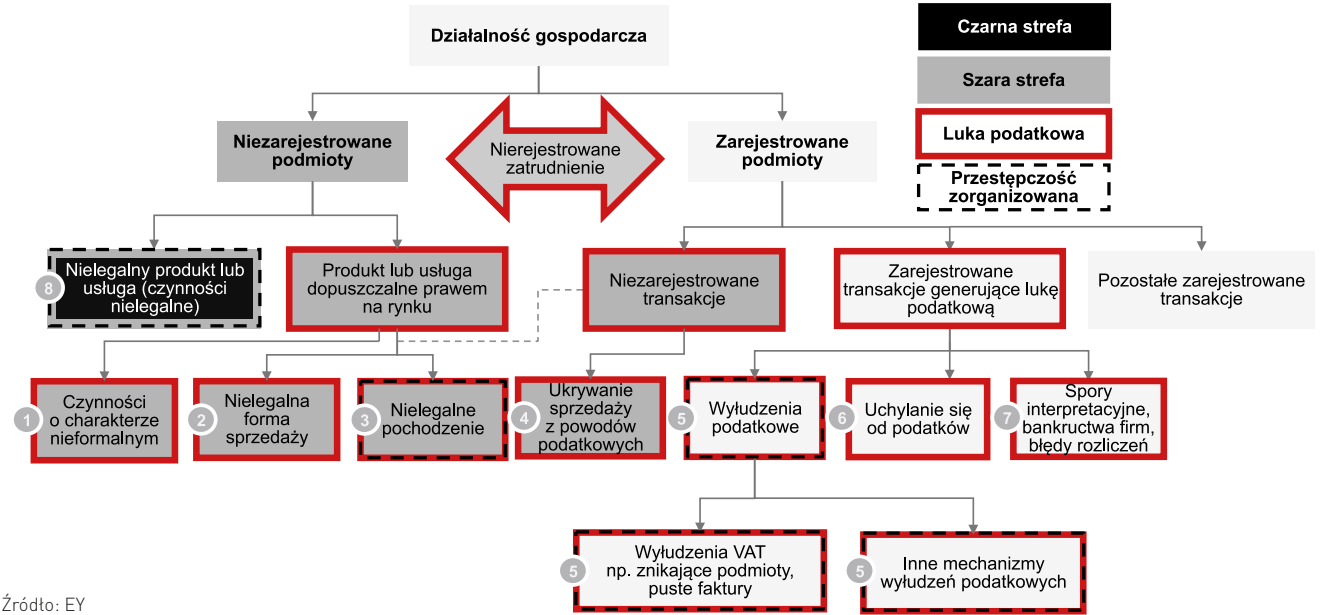 Działalność gospodarcza
Czarna strefa
Szara strefa
Luka podatkowa
Przestępczość
zorganizowana
Niezarejestrowane
podmioty
Nierejestrowane
zatrudnienie
Zarejestrowane
podmioty
8
Nielegalny produkt lub
usługa (czynności
nielegalne)
Produkt lub usługa
dopuszczalne prawem
na rynku
Niezarejestrowane
transakcje
Zarejestrowane
transakcje generujące lukę
podatkową
Pozostałe zarejestrowane
transakcje
1
Czynności
o charakterze
nieformalnym
2
Nielegalna
forma
sprzedaży
3
Nielegalne
pochodzenie
4
Ukrywanie
sprzedaży
z powodów
podatkowych
5
Wyłudzenia
podatkowe
6
Uchylanie się
od podatków
7
Spory
interpretacyjne,
bankructwa firm,
błędy rozliczeń
5
Wyłudzenia VAT
np. znikające podmioty,
puste faktury
5
Inne mechanizmy
wyłudzeń podatkowych
Źródło: EY